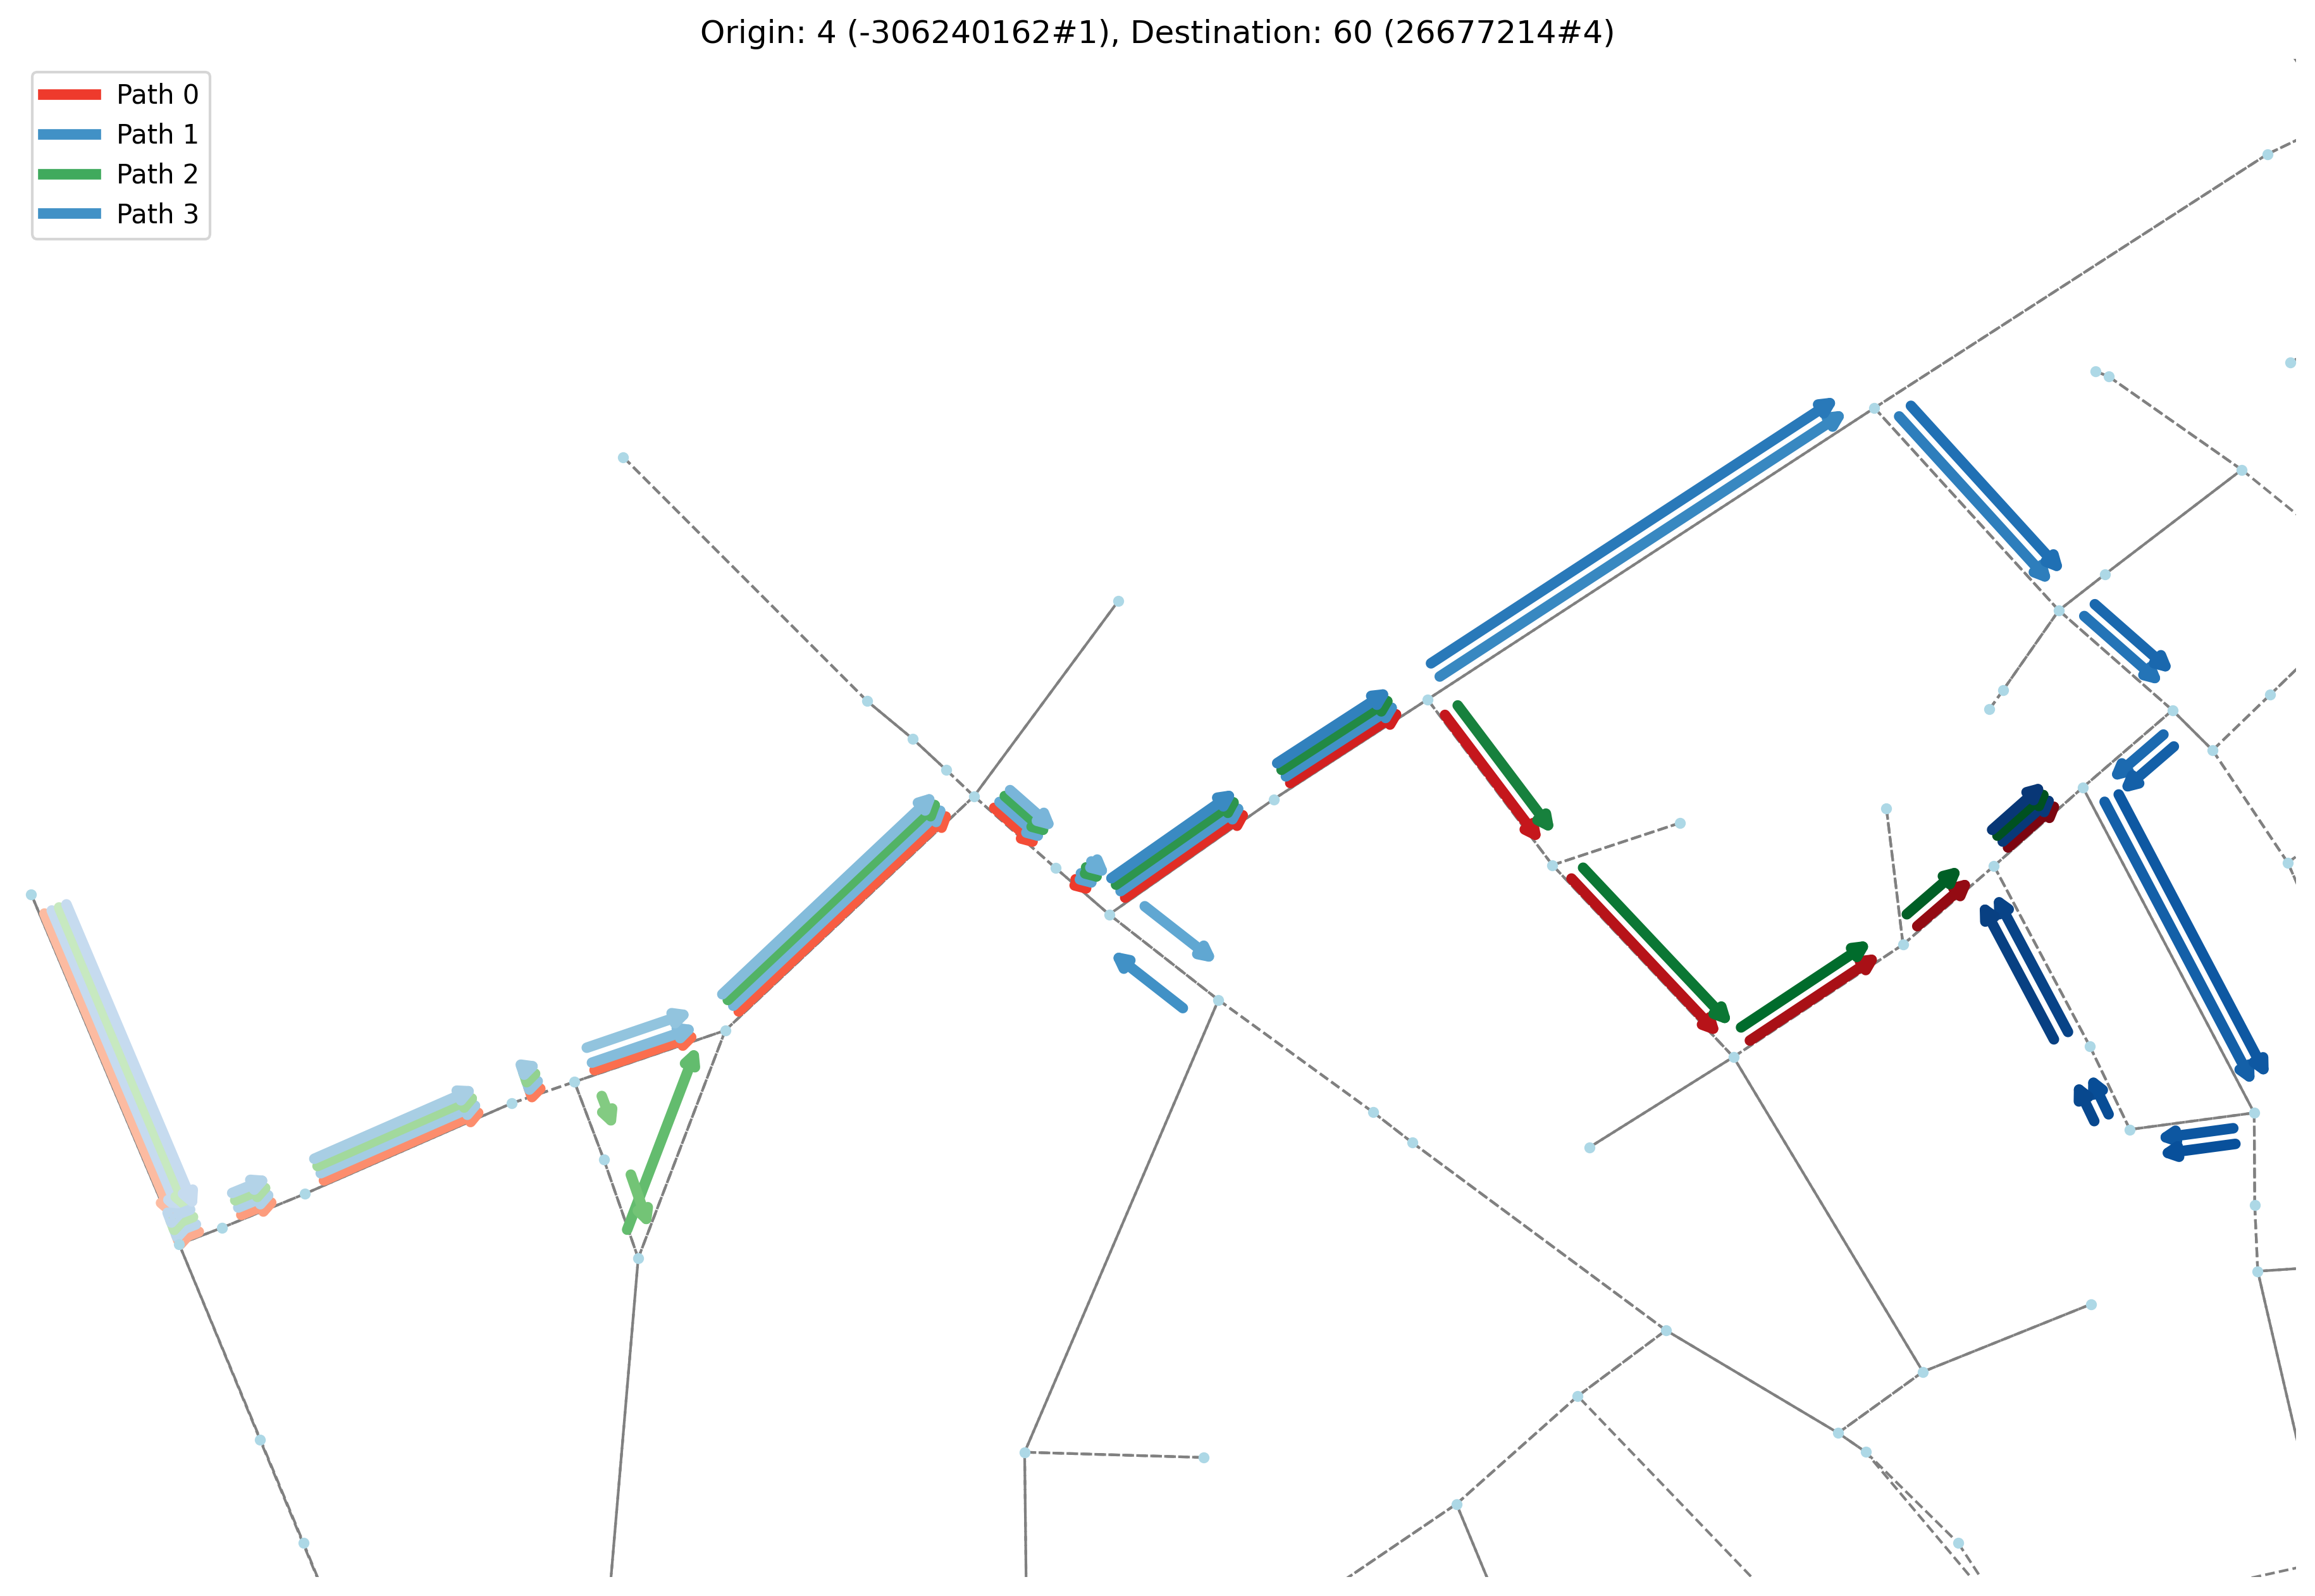 Origin: 4 (-306240162#1), Destination: 60 (26677214#4)
Path 0
Path 1
Path 2
Path 3